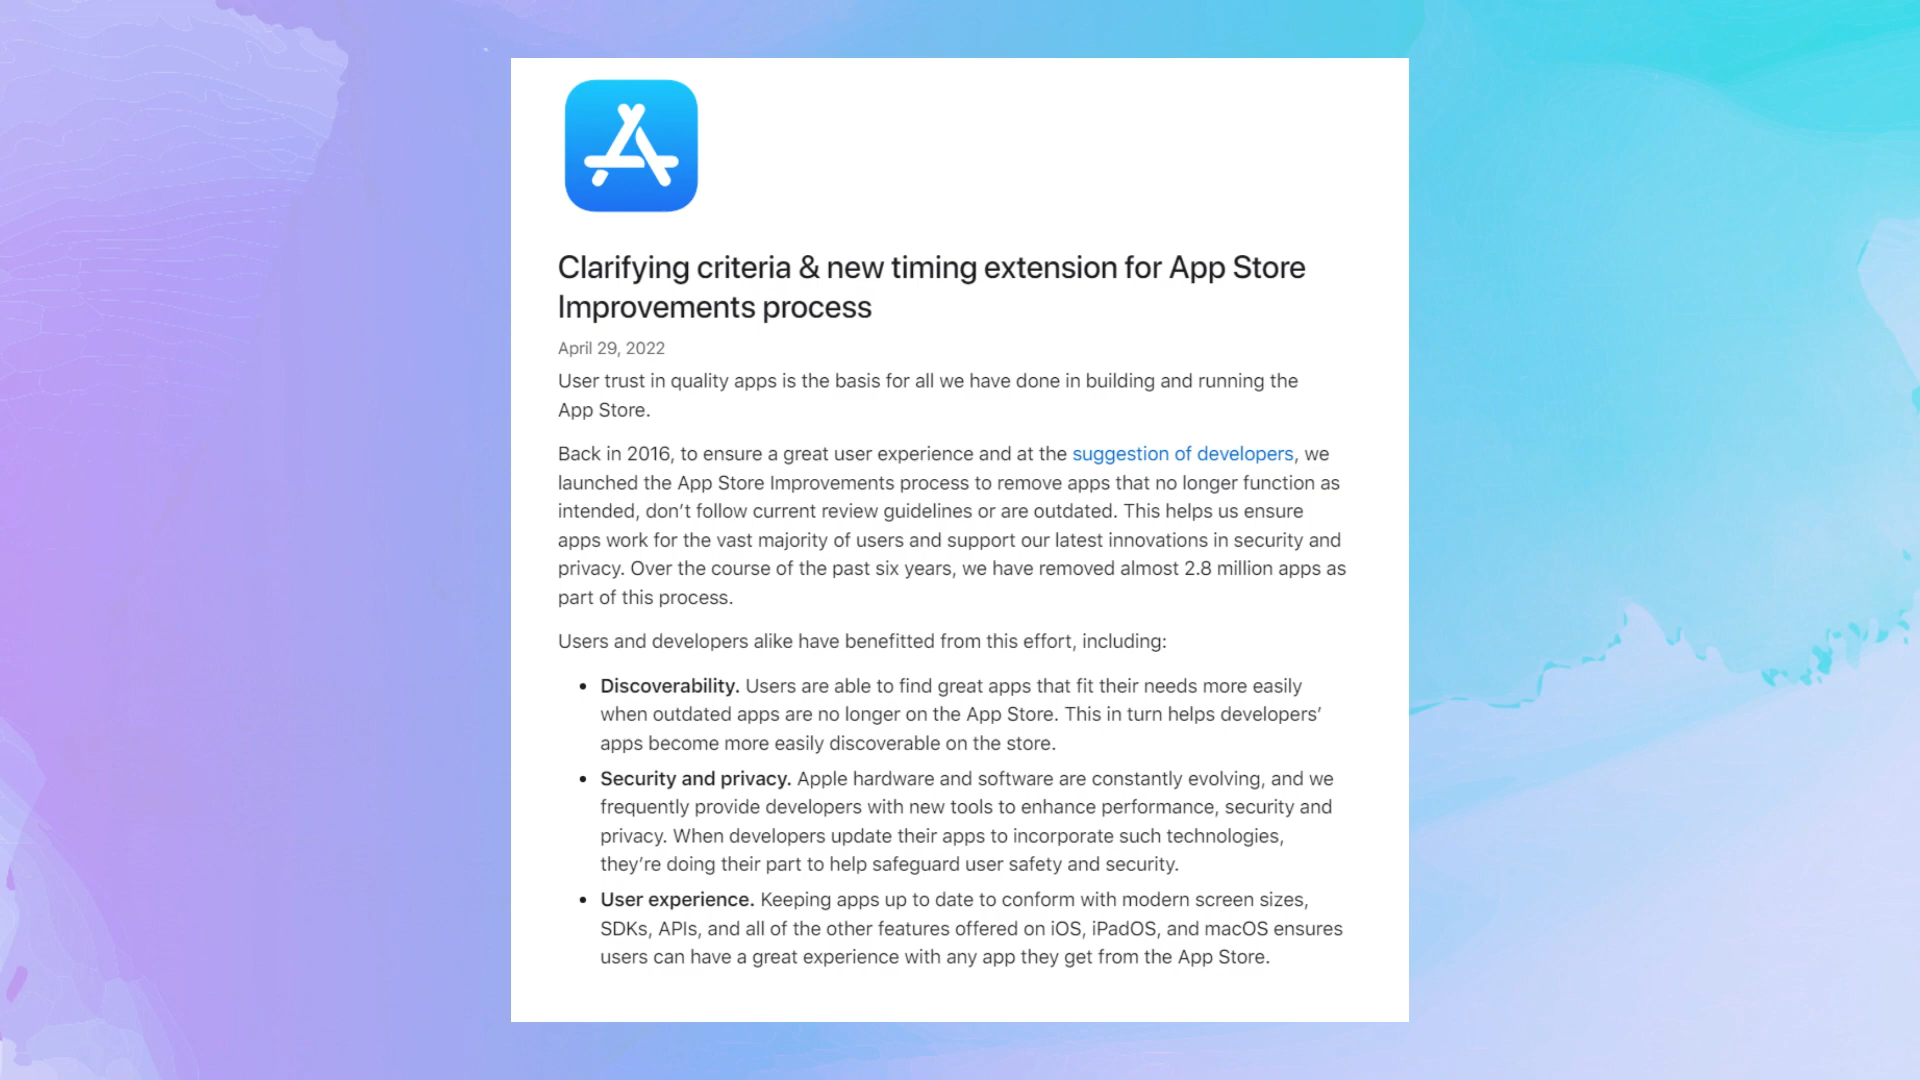 Clarifying criteria & new timing extension for App Store
Improvements process
April 29, 2022
User trust in quality apps is the basis for all we have done in building and running the
App Store.
Back in 2016, to ensure a great user experience and at the suggestion of developers, we
launched the App Store Improvements process to remove apps that no longer function as
intended, don’t follow current review guidelines or are outdated. This helps us ensure
apps work for the vast majority of users and support our latest innovations in security and
privacy. Over the course of the past six years, we have removed almost 2.8 million apps as
part of this process.
Users and developers alike have benefitted from this effort, including:
• Discoverability. Users are able to find great apps that fit their needs more easily
when outdated apps are no longer on the App Store. This in turn helps developers’
apps become more easily discoverable on the store.
• Security and privacy. Apple hardware and software are constantly evolving, and we
frequently provide developers with new tools to enhance performance, security and
privacy. When developers update their apps to incorporate such technologies,
they’re doing their part to help safeguard user safety and security.
• User experience. Keeping apps up to date to conform with modern screen sizes,
SDKs, APIs, and all of the other features offered on iOS, iPadOS, and macOS ensures
users can have a great experience with any app they get from the App Store.